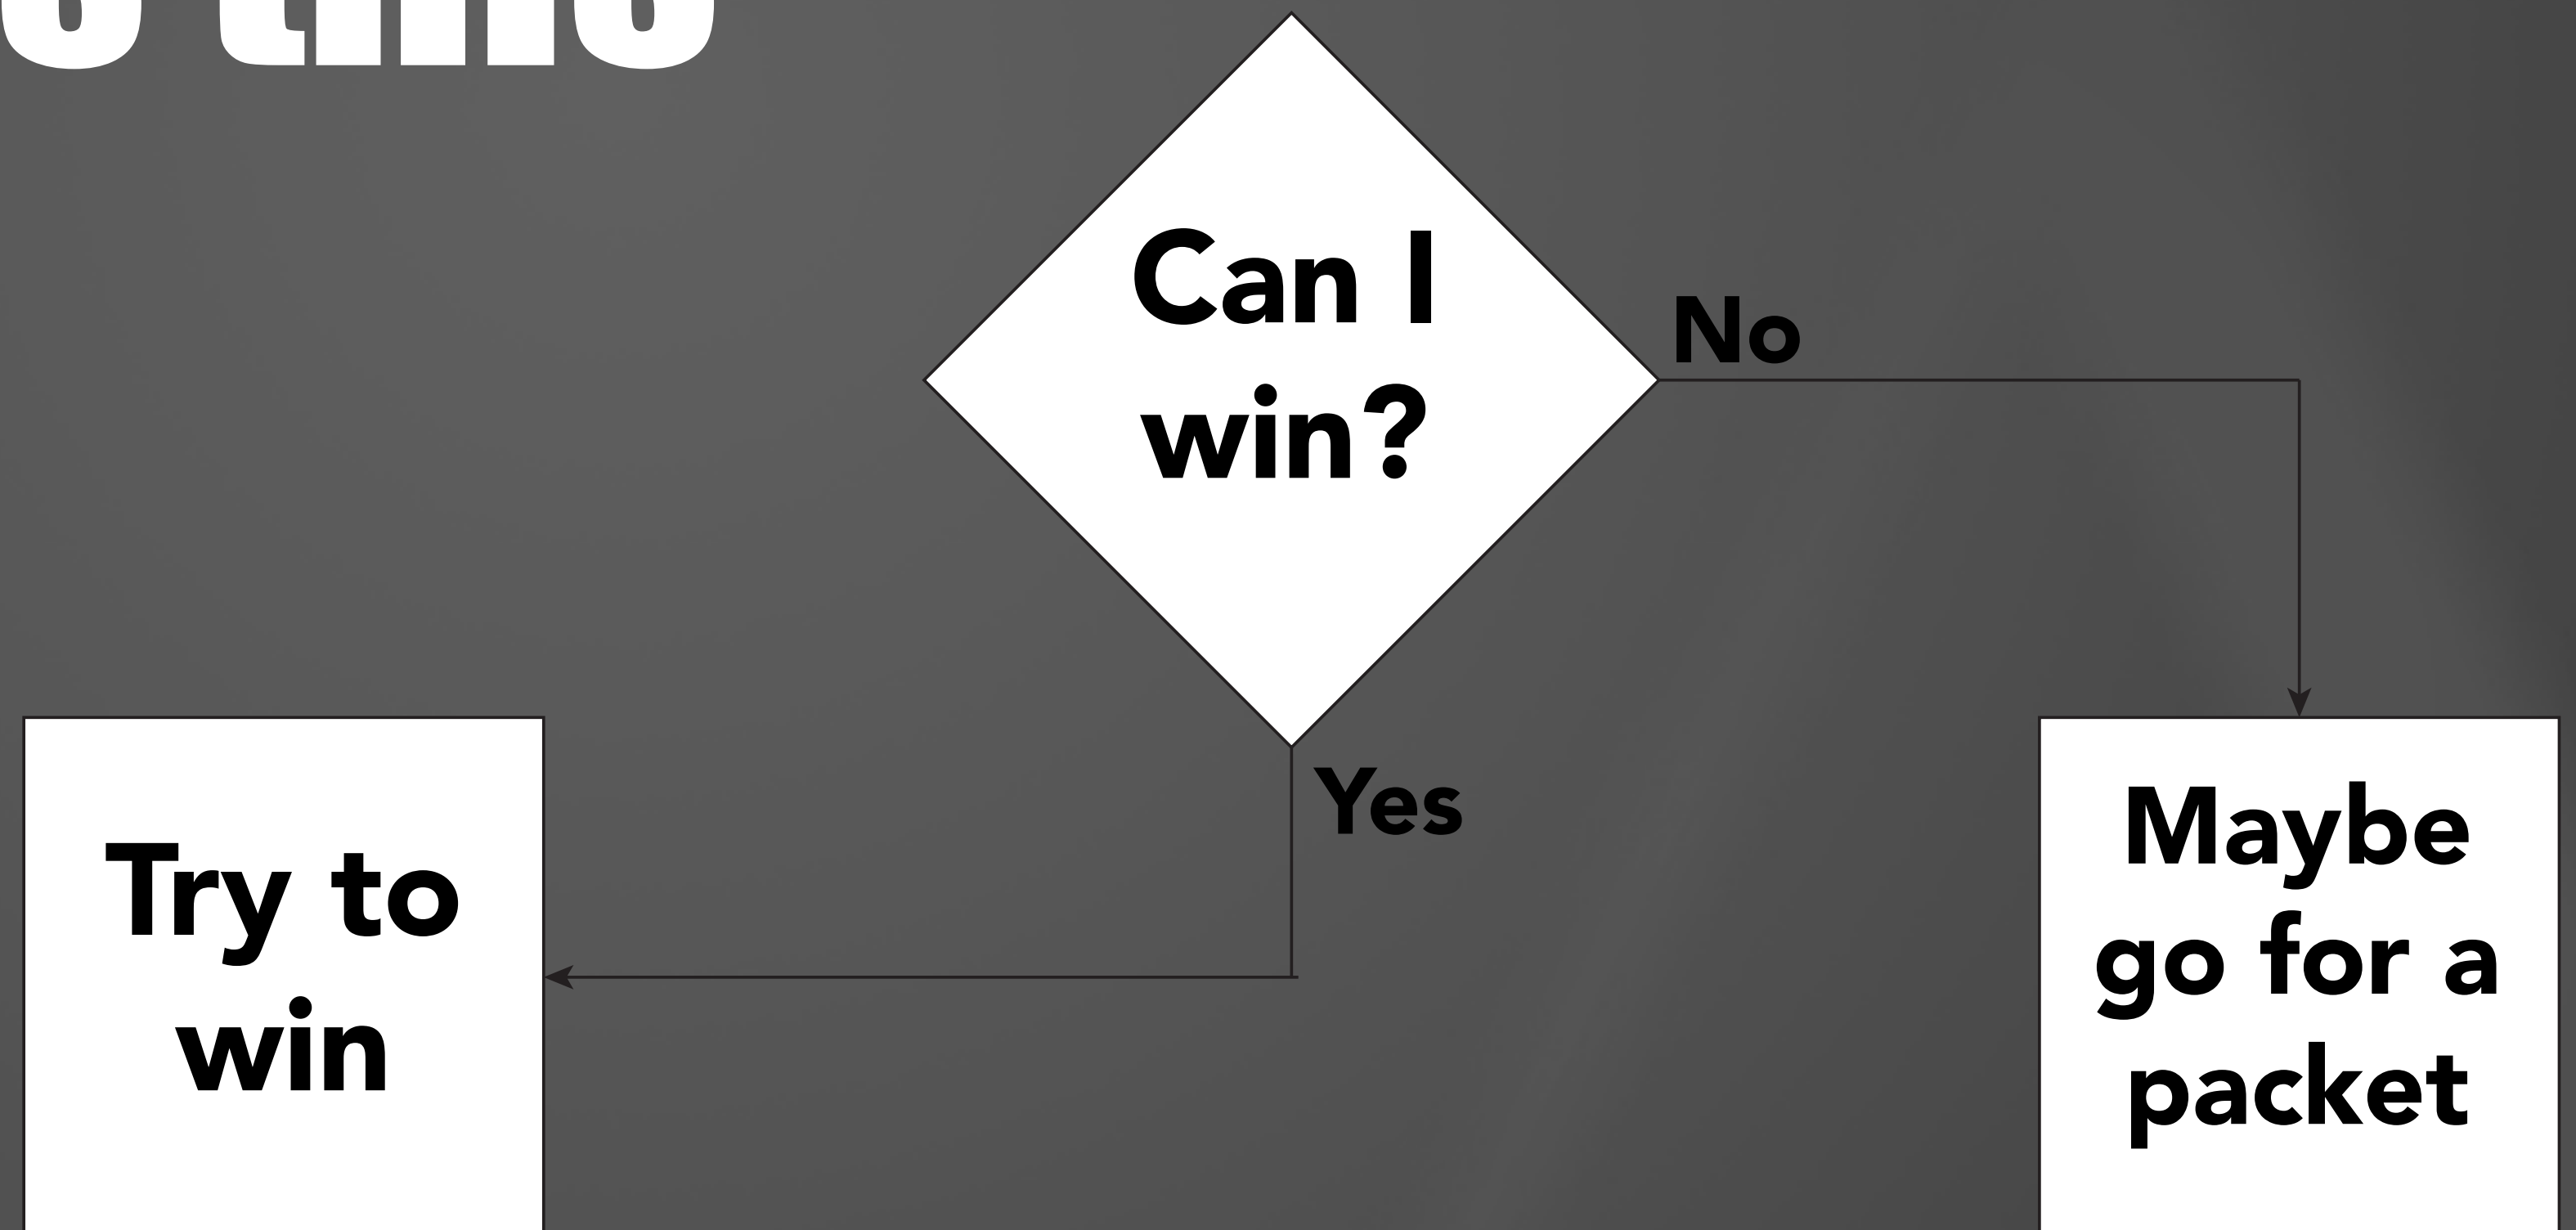 Can I
win?
No
Yes
Try to
win
Maybe
go for a
packet